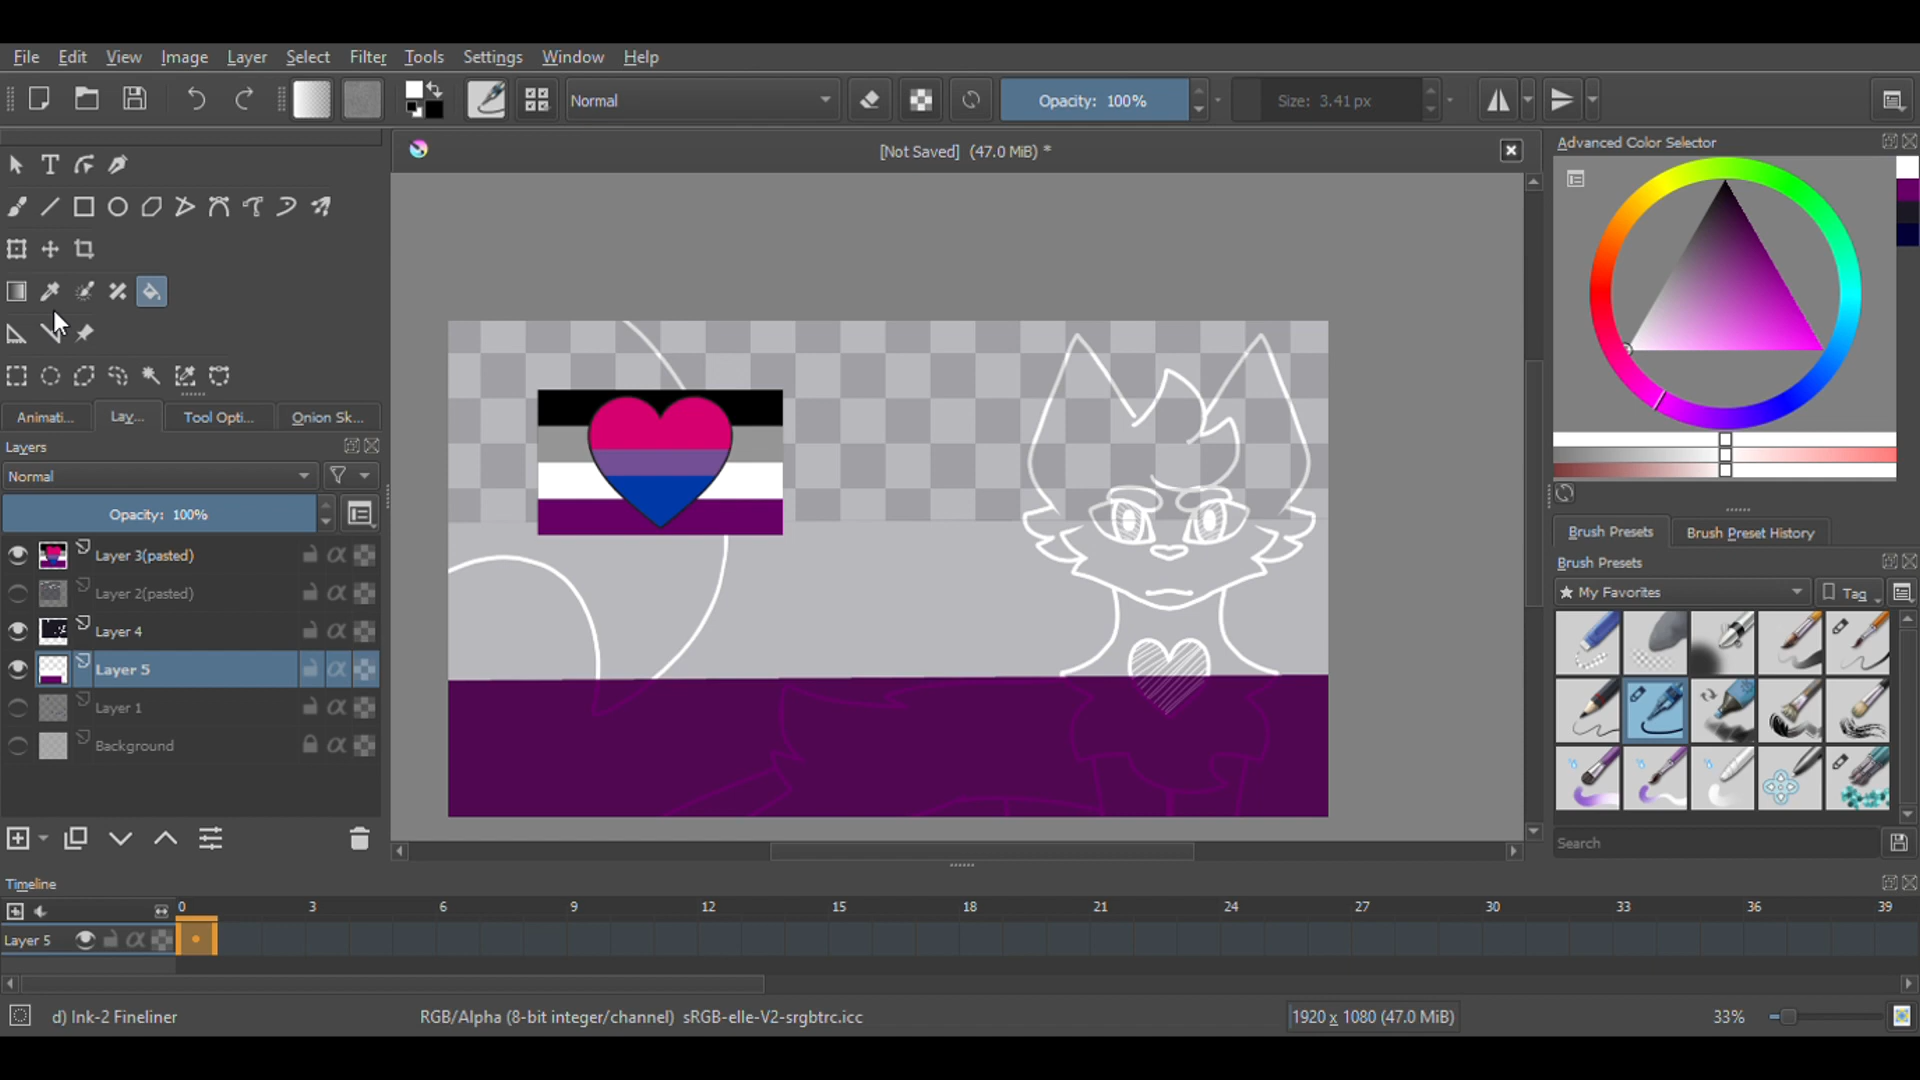 File Edit View Image Layer Select Filter Tools Settings Window Help
Normal Opacity: 100% Size: 3.41 px
[Not Saved] (47.0 MiB) *
Advanced Color Selector
Animati... Lay... Tool Opti... Onion Sk...
Layers
Normal
Opacity: 100%
Layer 3(pasted)
Layer 2(pasted)
Layer 4
Layer 5
Layer 1
Background
Brush Presets Brush Preset History
Brush Presets
★ My Favorites Tag
Search
Timeline
0 3 6 9 12 15 18 21 24 27 30 33 36 39
Layer 5
d) Ink-2 Fineliner RGB/Alpha (8-bit integer/channel) sRGB-elle-V2-srgbtrc.icc 1920 x 1080 (47.0 MiB) 33%